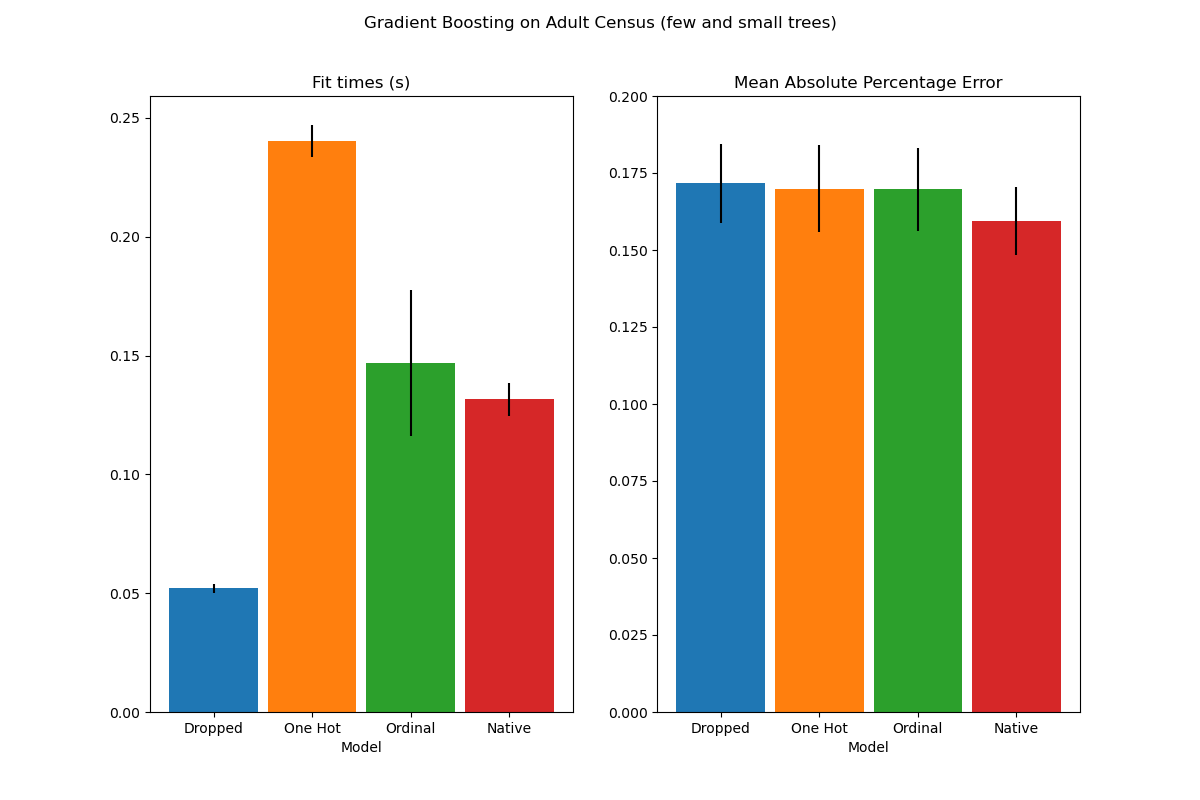 Gradient Boosting on Adult Census (few and small trees)
Fit times (s)
0.25
0.20
0.15
0.10
0.05
0.00
Dropped One Hot Ordinal Native
Model
Mean Absolute Percentage Error
0.200
0.175
0.150
0.125
0.100
0.075
0.050
0.025
0.000
Dropped One Hot Ordinal Native
Model